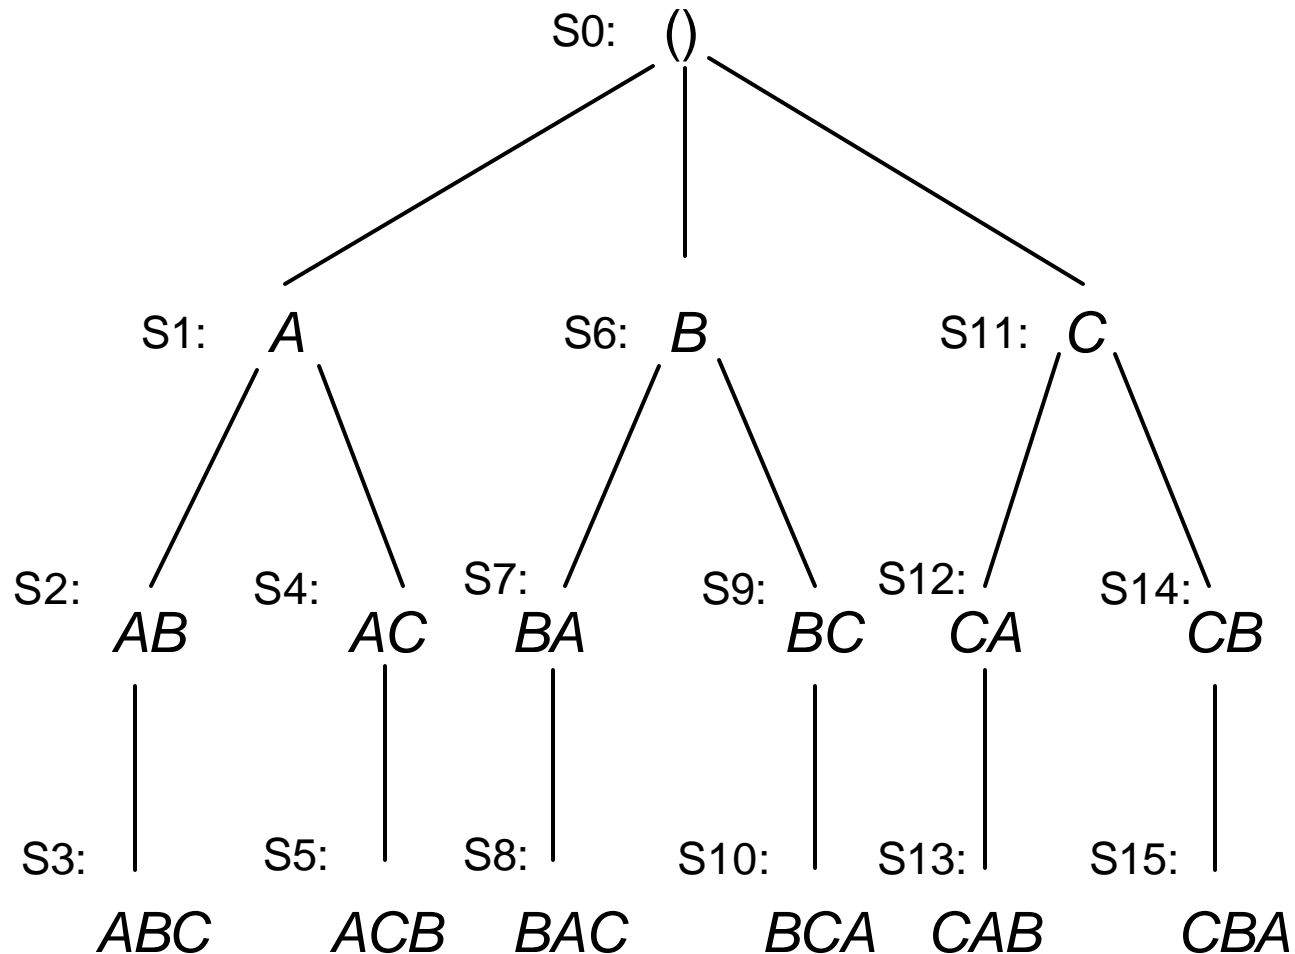 S0: ()
S1: A S6: B S11: C
S2: S4: S7: S9: S12: S14:
AB AC BA BC CA CB
S3: S5: S8: S10: S13: S15:
ABC ACB BAC BCA CAB CBA